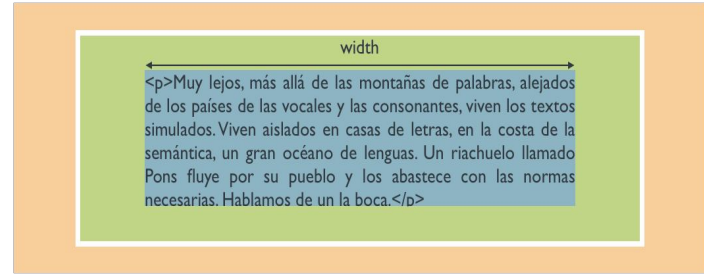 width
<p>Muy lejos, más allá de las montañas de palabras, alejados
de los países de las vocales y las consonantes, viven los textos
simulados. Viven aislados en casas de letras, en la costa de la
semántica, un gran océano de lenguas. Un riachuelo llamado
Pons fluye por su pueblo y los abastece con las normas
necesarias. Hablamos de un la boca.</p>